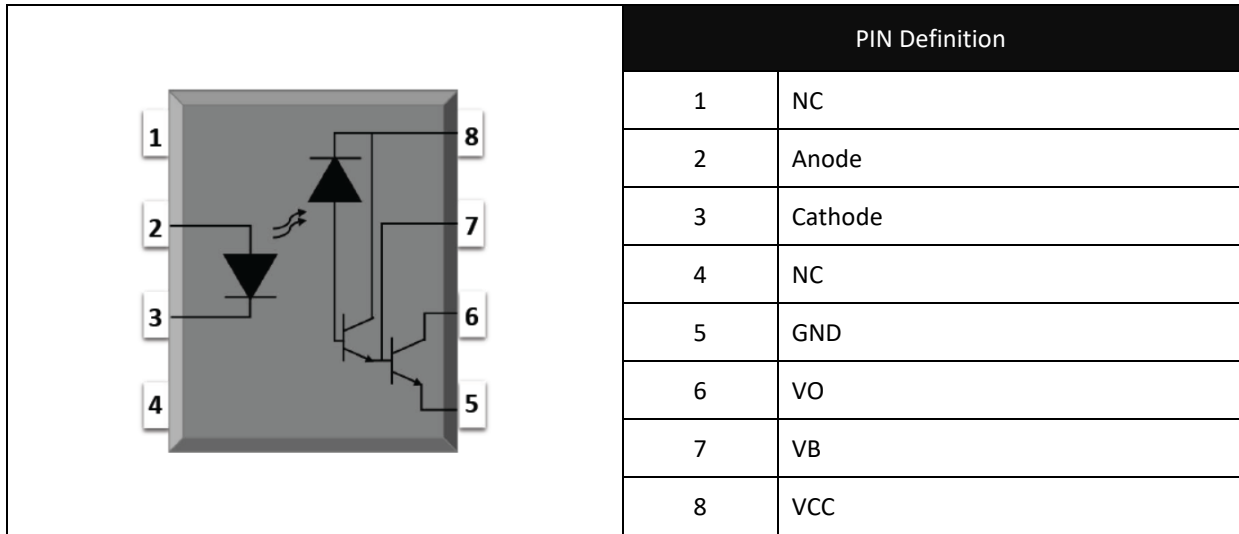 1
2
3
4
8
7
6
5
PIN Definition
1 NC
2 Anode
3 Cathode
4 NC
5 GND
6 VO
7 VB
8 VCC